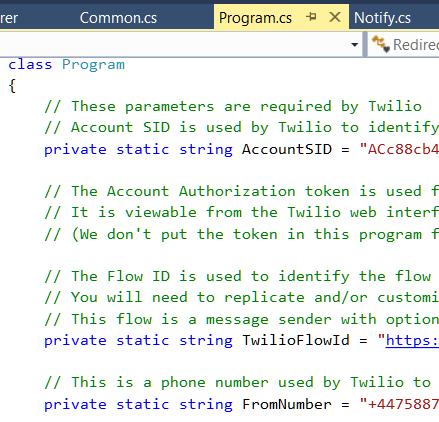 rer Common.cs Program.cs Notify.cs
Redirec
class Program
{
// These parameters are required by Twilio
// Account SID is used by Twilio to identify
private static string AccountSID = "ACc88cb4
// The Account Authorization token is used f
// It is viewable from the Twilio web interf
// (We don't put the token in this program f
// The Flow ID is used to identify the flow
// You will need to replicate and/or customi
// This flow is a message sender with option
private static string TwilioFlowId = "https:
// This is a phone number used by Twilio to
private static string FromNumber = "+4475887